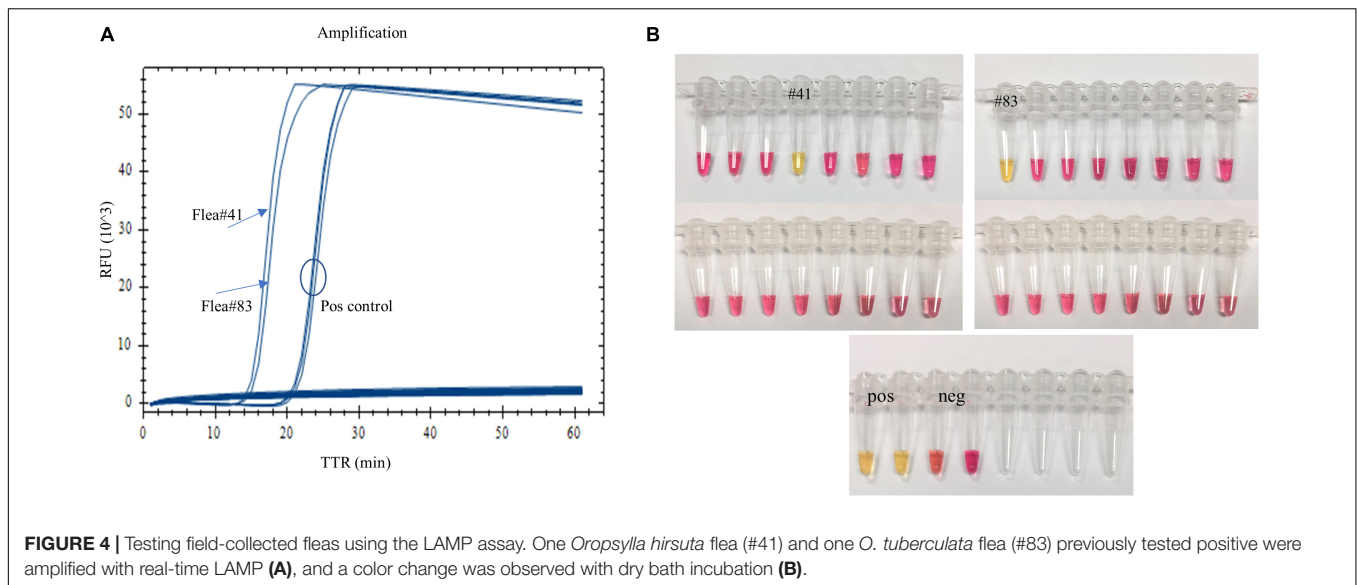 A
Amplification
RFU (10^3)
50
40
30
20
10
0
Flea#41
Flea#83
Pos control
0 10 20 30 40 50 60
TTR (min)
B
#41
#83
pos neg
FIGURE 4 | Testing field-collected fleas using the LAMP assay. One Oropsylla hirsuta flea (#41) and one O. tuberculata flea (#83) previously tested positive were
amplified with real-time LAMP (A), and a color change was observed with dry bath incubation (B).